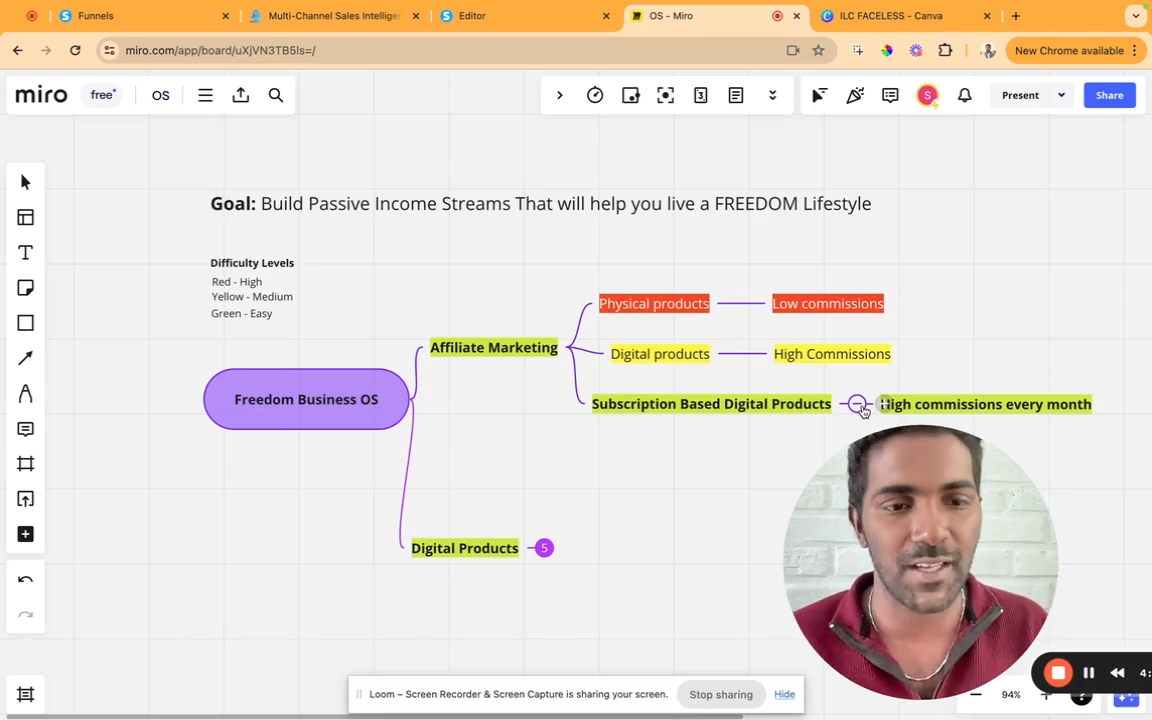 Funnels
Multi-Channel Sales Intelliger
Editor
OS - Miro
ILC FACELESS - Canva
miro.com/app/board/uXjVN3TB5ls=/
New Chrome available
miro
free
OS
3
S
Present
Share
Goal: Build Passive Income Streams That will help you live a FREEDOM Lifestyle
Difficulty Levels
Red - High
Yellow - Medium
Green - Easy
Physical products
Low commissions
Affiliate Marketing
Digital products
High Commissions
Freedom Business OS
Subscription Based Digital Products
High commissions every month
Digital Products
5
Loom – Screen Recorder & Screen Capture is sharing your screen.
Stop sharing
Hide
4:
94%
?